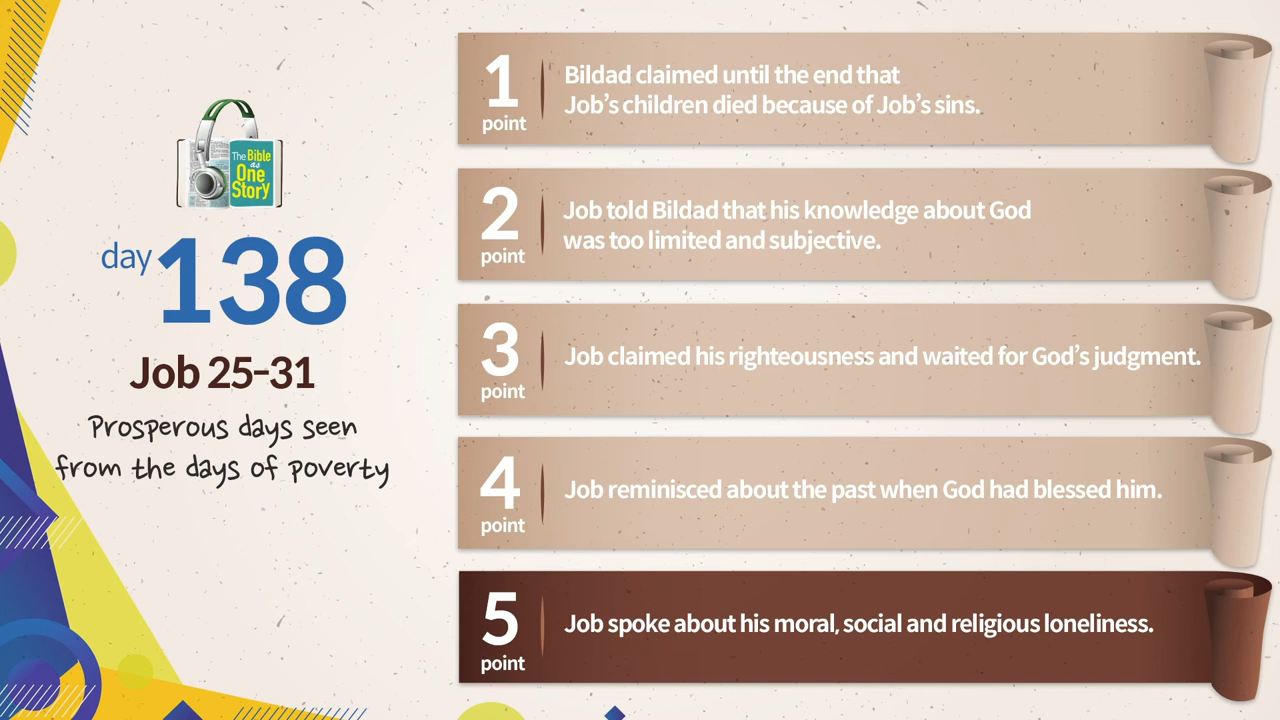 The Bible
as
One
Story
day 138
Job 25-31
Prosperous days seen
from the days of poverty
1
point
Bildad claimed until the end that
Job’s children died because of Job’s sins.
2
point
Job told Bildad that his knowledge about God
was too limited and subjective.
3
point
Job claimed his righteousness and waited for God’s judgment.
4
point
Job reminisced about the past when God had blessed him.
5
point
Job spoke about his moral, social and religious loneliness.